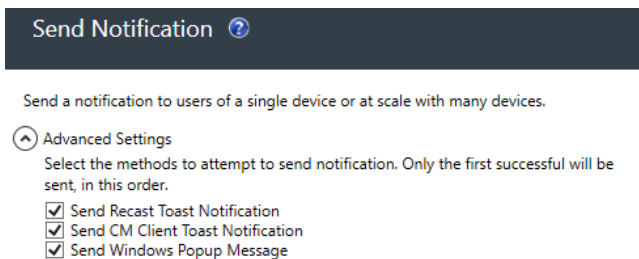 Send Notification ?
Send a notification to users of a single device or at scale with many devices.
Advanced Settings
Select the methods to attempt to send notification. Only the first successful will be
sent, in this order.
Send Recast Toast Notification
Send CM Client Toast Notification
Send Windows Popup Message